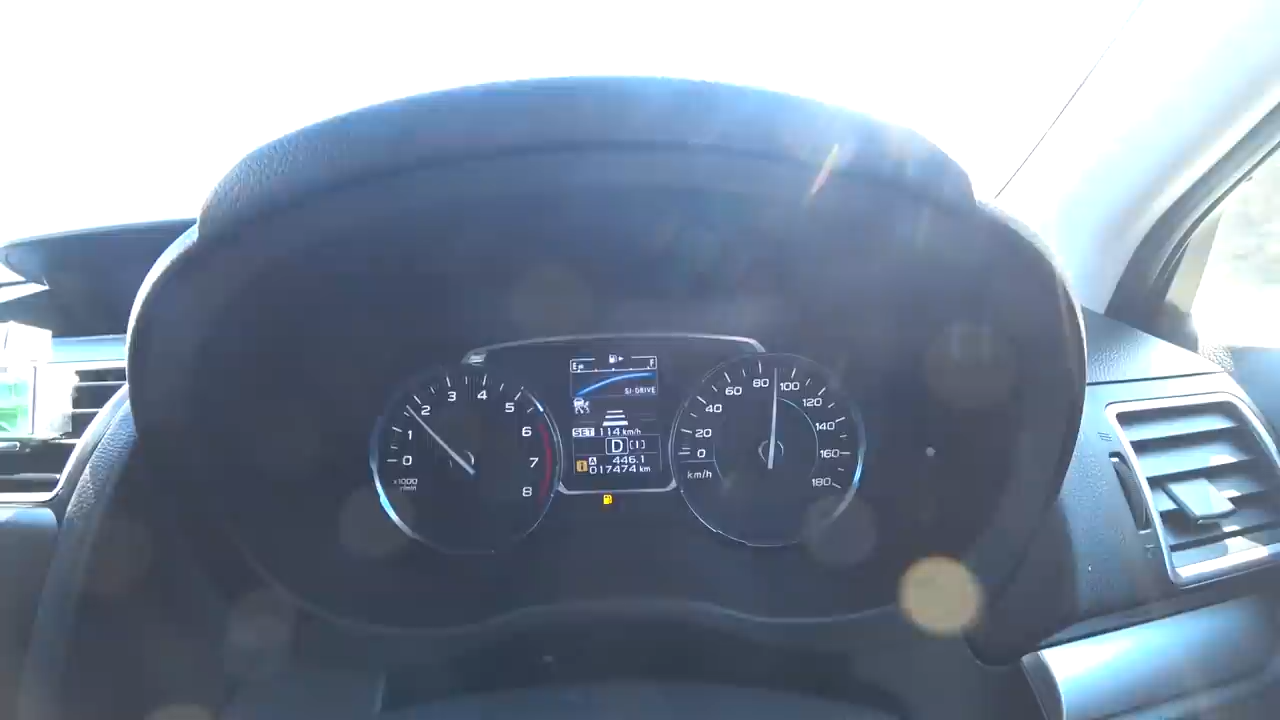 0 1 2 3 4 5 6 7 8
x1000
r/min
E F
SI-DRIVE
SET 114 km/h
D [1]
A 446.1
017474 km
0 20 40 60 80 100 120 140 160 180
km/h